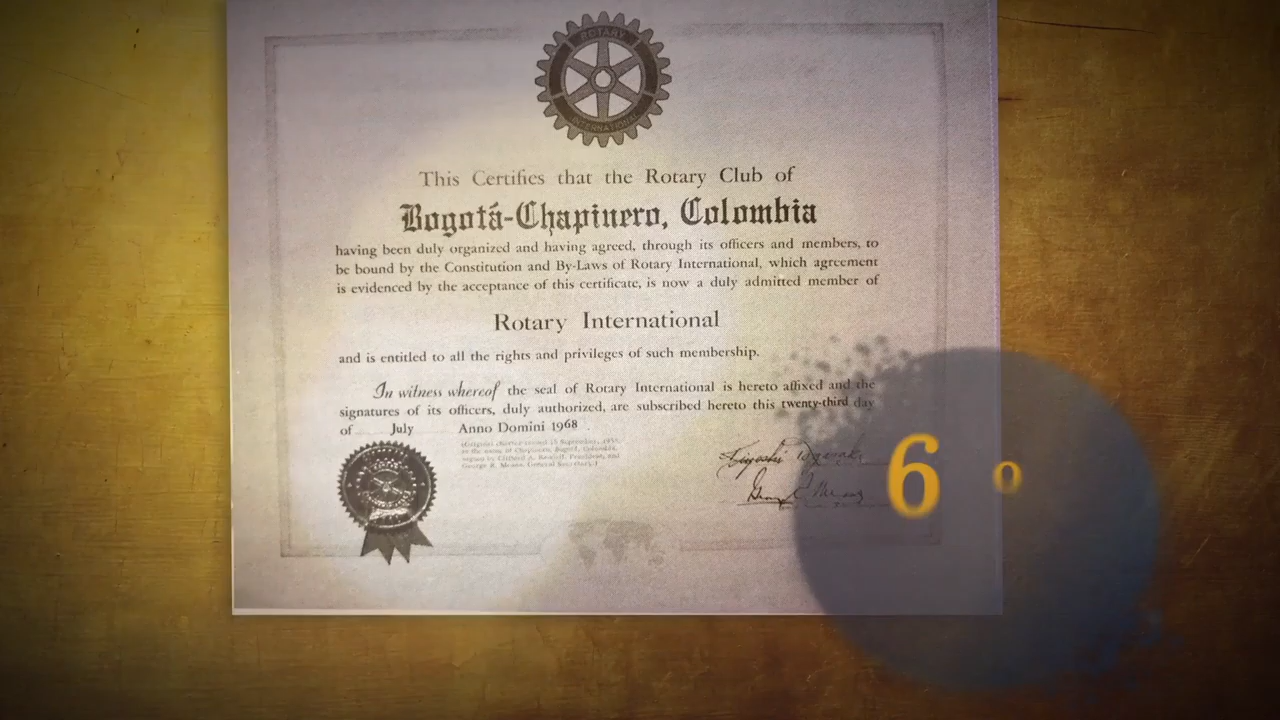 ROTARY
INTERNATIONAL
This Certifies that the Rotary Club of
Bogotá-Chapinero, Colombia
having been duly organized and having agreed, through its officers and members, to
be bound by the Constitution and By-Laws of Rotary International, which agreement
is evidenced by the acceptance of this certificate, is now a duly admitted member of
Rotary International
and is entitled to all the rights and privileges of such membership.
In witness whereof the seal of Rotary International is hereto affixed and the
signatures of its officers, duly authorized, are subscribed hereto this twenty-third day
of July Anno Domini 1968 .
George R. Means, General Secretary.)
6 o